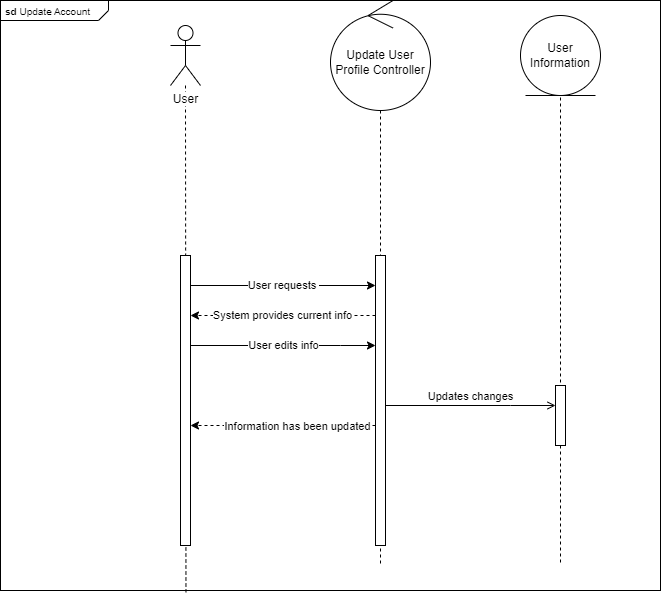 sd Update Account
User
Update User
Profile Controller
User
Information
User requests
System provides current info
User edits info
Updates changes
Information has been updated